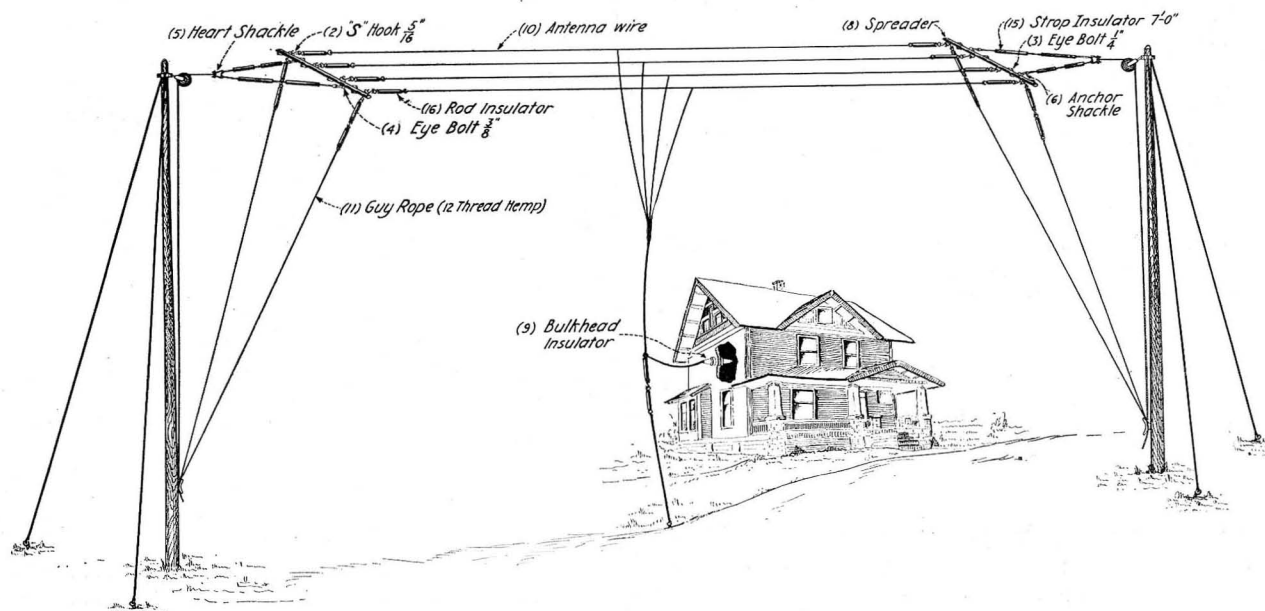 (5) Heart Shackle
(2) "S" Hook 5/16"
(10) Antenna wire
(8) Spreader
(15) Strop Insulator 7'-0"
(3) Eye Bolt 1/4"
(16) Rod Insulator
(4) Eye Bolt 3/8"
(6) Anchor
Shackle
(11) Guy Rope (12 Thread Hemp)
(9) Bulkhead
Insulator